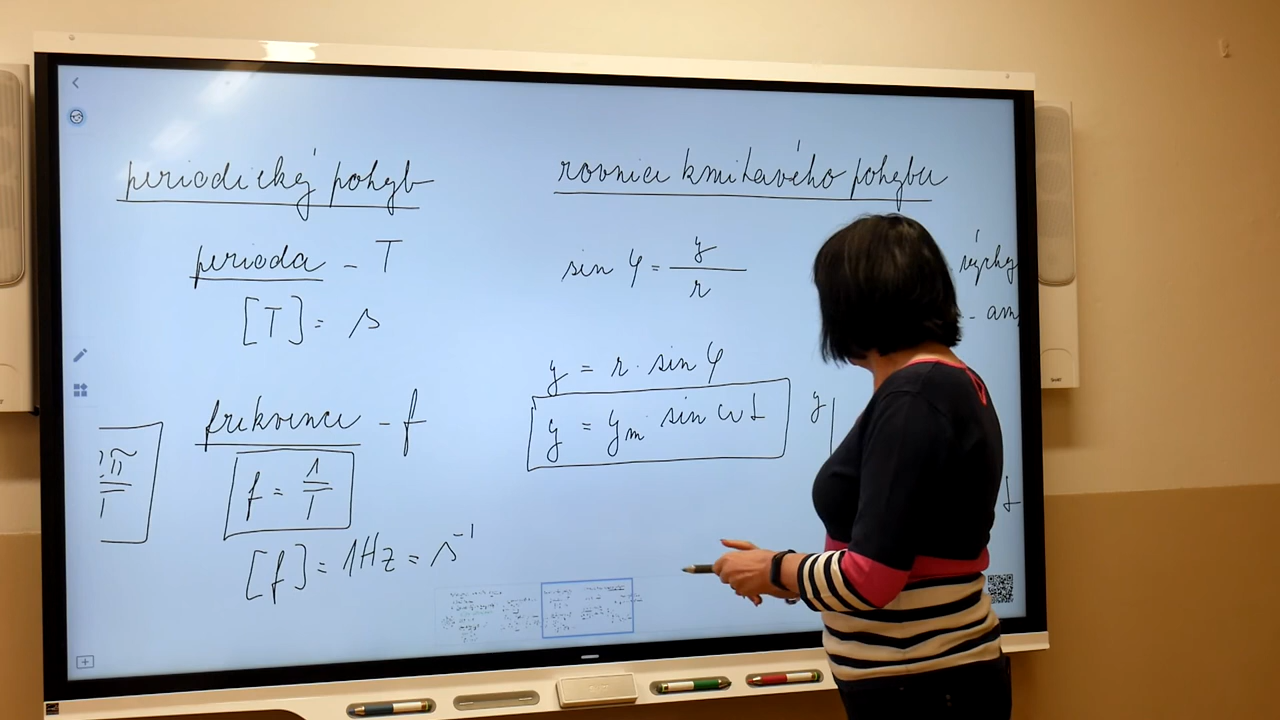 periodický pohyb
perioda - T
[T] = s
frekvence - f
f = 1/T
[f] = 1Hz = s⁻¹
rovnice kmitavého pohybu
sin φ = y/r
y = r · sin φ
y = yₘ · sin ωt
y
t